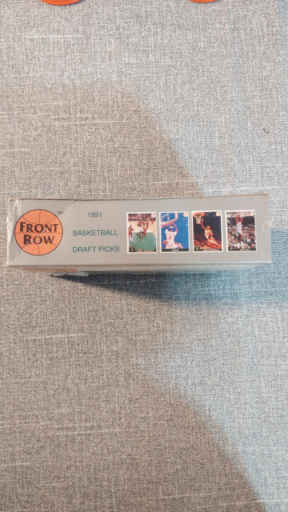 FRONT
ROW
1991
BASKETBALL
DRAFT PICKS